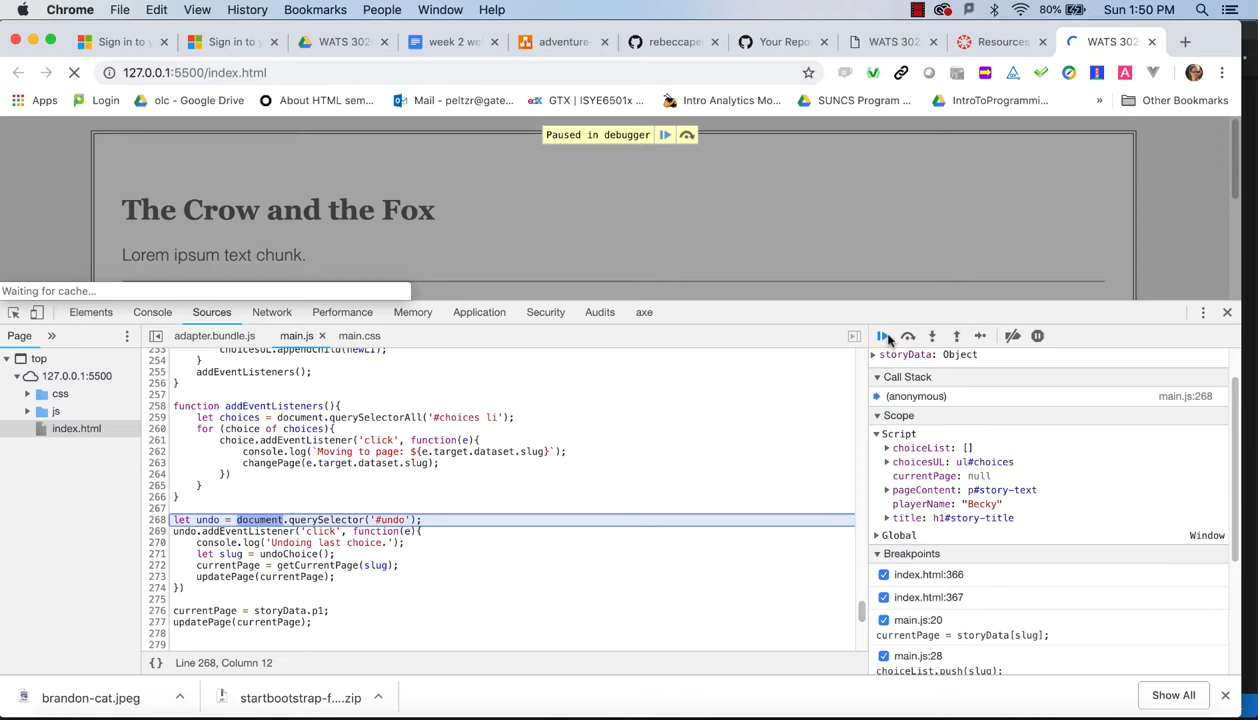 Chrome File Edit View History Bookmarks People Window Help 80% Sun 1:50 PM
Sign in to y Sign in to y WATS 302 week 2 we adventure- rebeccapel Your Repo WATS 302 Resources WATS 302
127.0.0.1:5500/index.html
Apps Login olc - Google Drive About HTML sem... Mail - peltzr@gate... GTX | ISYE6501x ... Intro Analytics Mo... SUNCS Program ... IntroToProgrammi... » Other Bookmarks
Paused in debugger
The Crow and the Fox
Lorem ipsum text chunk.
Waiting for cache...
Elements Console Sources Network Performance Memory Application Security Audits axe
Page » adapter.bundle.js main.js × main.css
top
127.0.0.1:5500
css
js
index.html
253 choicesUL.appendChild(newLi);
254 }
255 addEventListeners();
256 }
257
258 function addEventListeners(){
259 let choices = document.querySelectorAll('#choices li');
260 for (choice of choices){
261 choice.addEventListener('click', function(e){
262 console.log(`Moving to page: ${e.target.dataset.slug}`);
263 changePage(e.target.dataset.slug);
264 })
265 }
266 }
267
268 let undo = document.querySelector('#undo');
269 undo.addEventListener('click', function(e){
270 console.log('Undoing last choice.');
271 let slug = undoChoice();
272 currentPage = getCurrentPage(slug);
273 updatePage(currentPage);
274 })
275
276 currentPage = storyData.p1;
277 updatePage(currentPage);
278
279
{} Line 268, Column 12
storyData: Object
Call Stack
(anonymous) main.js:268
Scope
Script
choiceList: []
choicesUL: ul#choices
currentPage: null
pageContent: p#story-text
playerName: "Becky"
title: h1#story-title
Global Window
Breakpoints
index.html:366
index.html:367
main.js:20
currentPage = storyData[slug];
main.js:28
choiceList.push(slug);
brandon-cat.jpeg startbootstrap-f....zip Show All